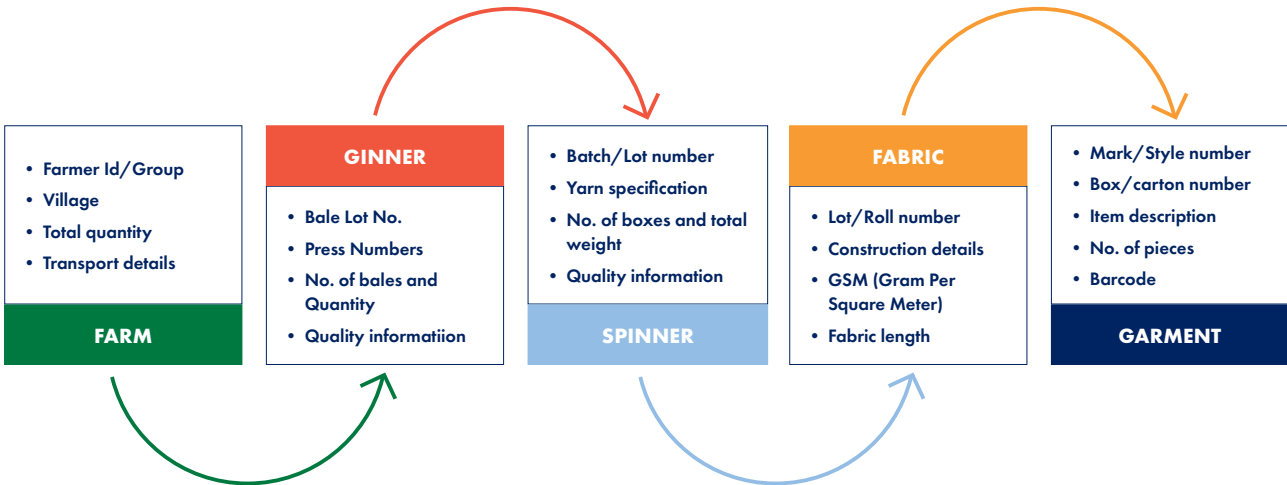 • Farmer Id/Group
• Village
• Total quantity
• Transport details
FARM
GINNER
• Bale Lot No.
• Press Numbers
• No. of bales and
Quantity
• Quality informatiion
• Batch/Lot number
• Yarn specification
• No. of boxes and total
weight
• Quality information
SPINNER
FABRIC
• Lot/Roll number
• Construction details
• GSM (Gram Per
Square Meter)
• Fabric length
• Mark/Style number
• Box/carton number
• Item description
• No. of pieces
• Barcode
GARMENT